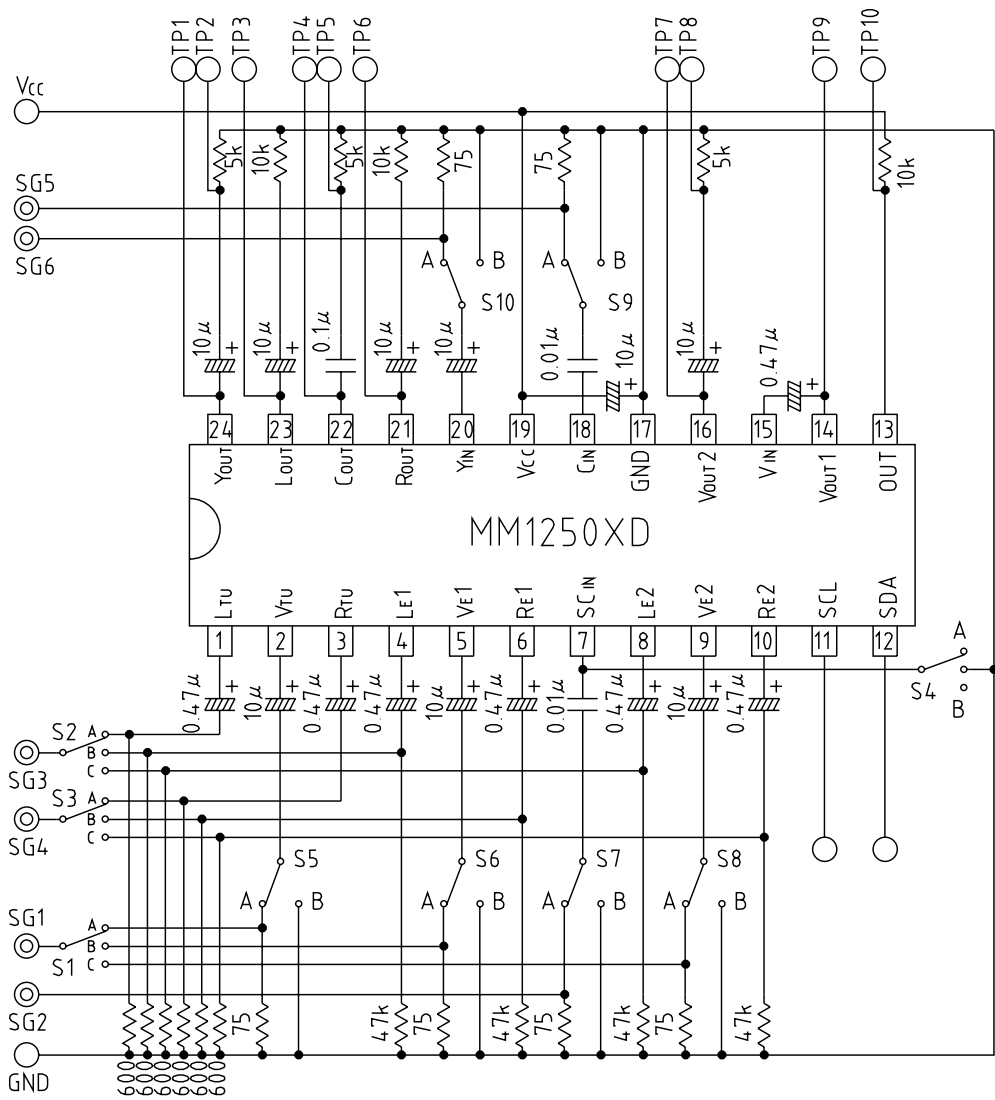 TP1 TP2 TP3 TP4 TP5 TP6 TP7 TP8 TP9 TP10
Vcc
5k 10k 5k 10k 75 75 5k 10k
SG5
SG6
A B A B
S10 S9
10μ + 10μ + 0.1μ 10μ + 10μ + 0.01μ 10μ + 10μ + 0.47μ +
24 23 22 21 20 19 18 17 16 15 14 13
YOUT LOUT COUT ROUT YIN VCC CIN GND VOUT2 VIN VOUT1 OUT
MM1250XD
LTU VTU RTU LE1 VE1 RE1 SCIN LE2 VE2 RE2 SCL SDA
1 2 3 4 5 6 7 8 9 10 11 12
A
S4
B
0.47μ + 10μ + 0.47μ + 0.47μ + 10μ + 0.47μ + 0.01μ 0.47μ + 10μ + 0.47μ +
S2 A
B
SG3 C
S3 A
B
SG4 C
S5 S6 S7 S8
A B A B A B A B
SG1 A
B
S1 C
SG2
75 47k 75 47k 75 47k 75 47k
GND
600 600 600 600 600 600